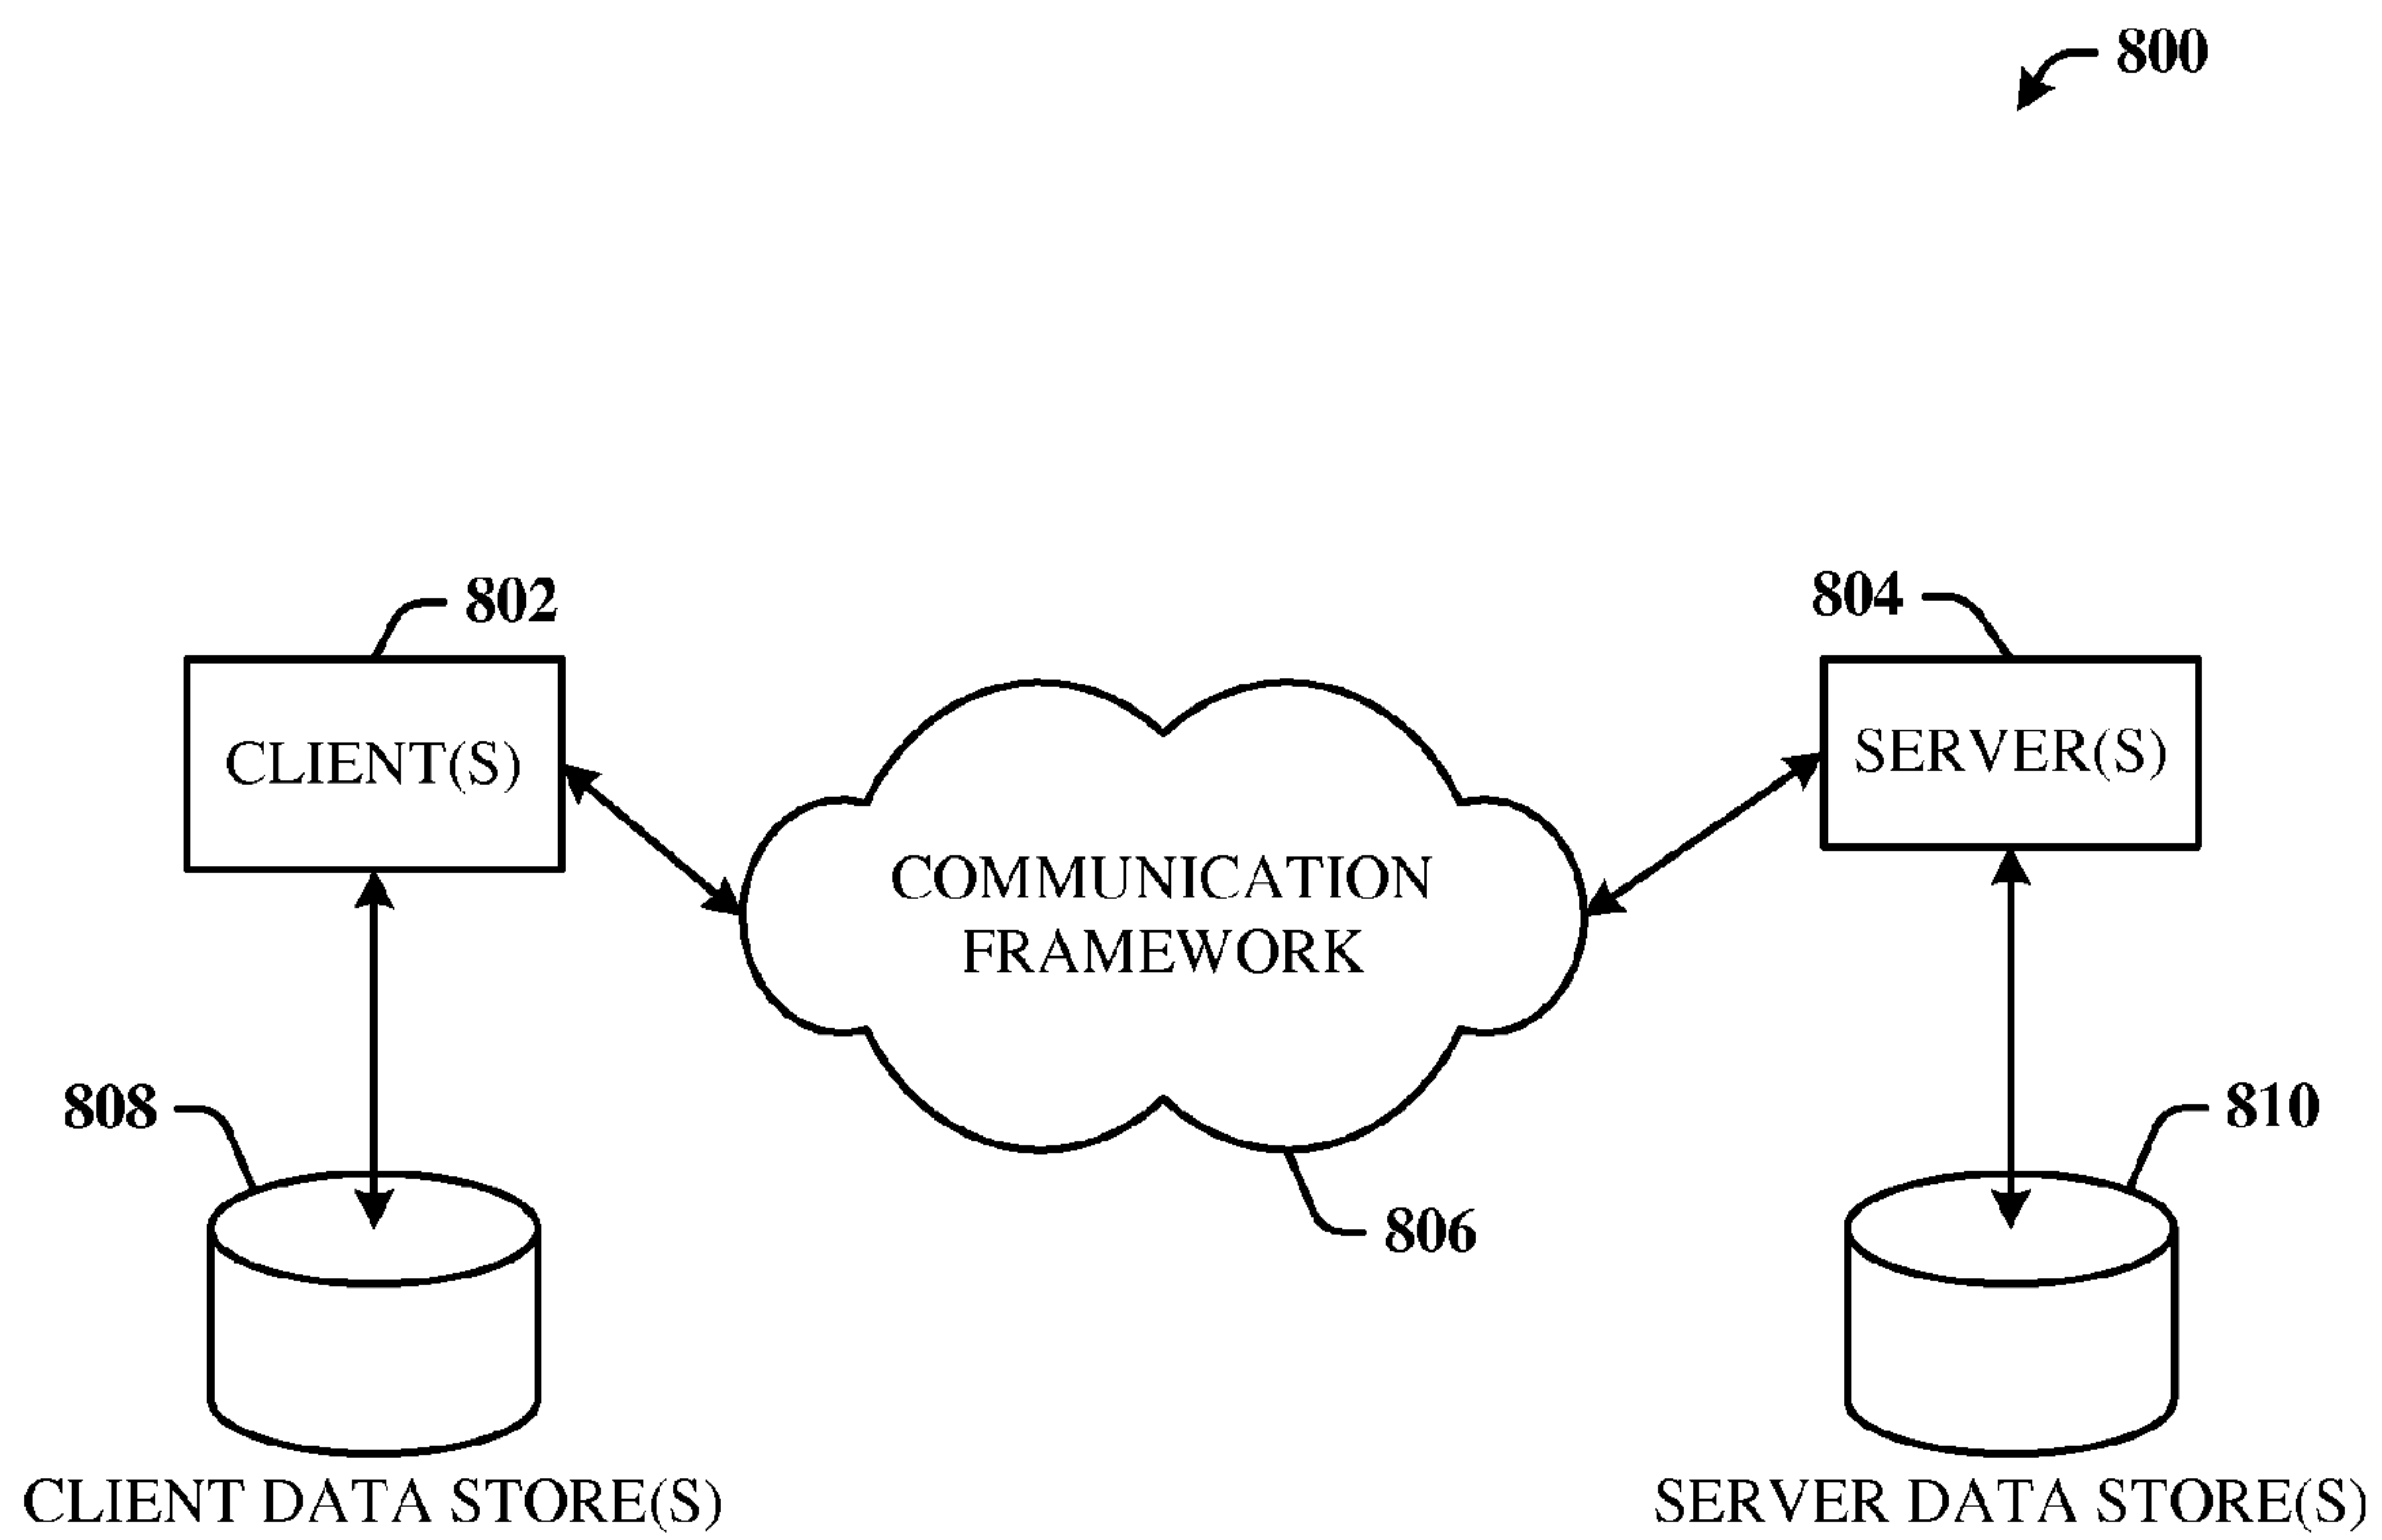 800
802
804
CLIENT(S)
SERVER(S)
COMMUNICATION
FRAMEWORK
808
810
806
CLIENT DATA STORE(S)
SERVER DATA STORE(S)